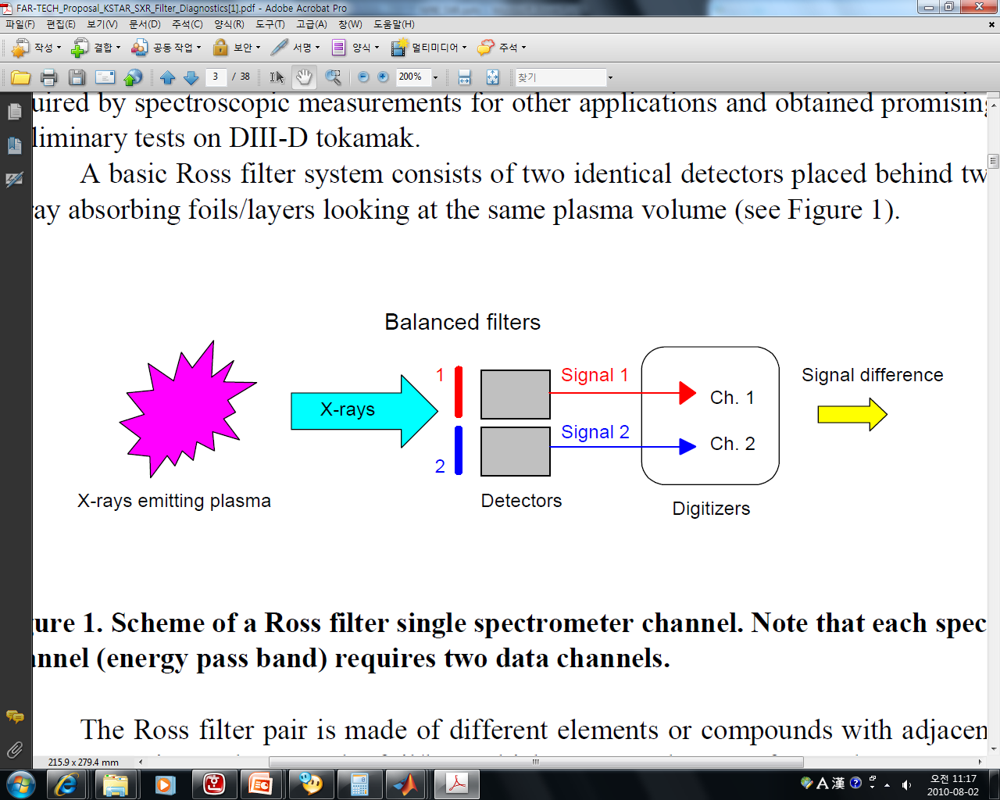 FAR-TECH_Proposal_KSTAR_SXR_Filter_Diagnostics[1].pdf - Adobe Acrobat Pro
파일(F) 편집(E) 보기(V) 문서(D) 주석(C) 양식(R) 도구(T) 고급(A) 창(W) 도움말(H)
작성 결합 공동 작업 보안 서명 양식 멀티미디어 주석
3 / 38 200% 찾기
uired by spectroscopic measurements for other applications and obtained promising
liminary tests on DIII-D tokamak.
A basic Ross filter system consists of two identical detectors placed behind tw
ray absorbing foils/layers looking at the same plasma volume (see Figure 1).
Balanced filters
1 Signal 1 Signal difference
X-rays Ch. 1
Signal 2
2 Ch. 2
X-rays emitting plasma Detectors Digitizers
gure 1. Scheme of a Ross filter single spectrometer channel. Note that each spec
annel (energy pass band) requires two data channels.
The Ross filter pair is made of different elements or compounds with adjacen
215.9 x 279.4 mm
A 漢 오전 11:17
2010-08-02